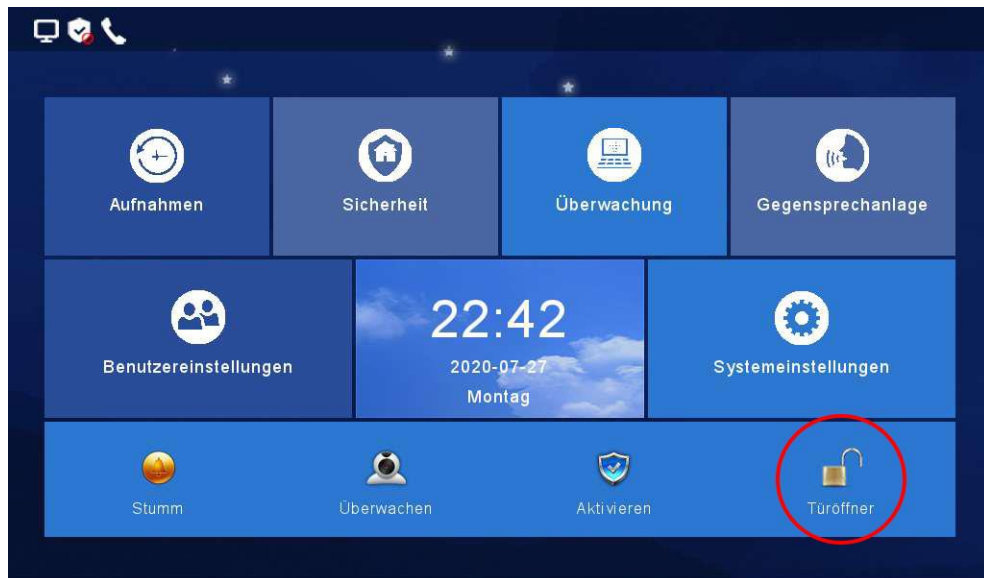 Aufnahmen
Sicherheit
Überwachung
Gegensprechanlage
Benutzereinstellungen
22:42
2020-07-27
Montag
Systemeinstellungen
Stumm
Überwachen
Aktivieren
Türöffner